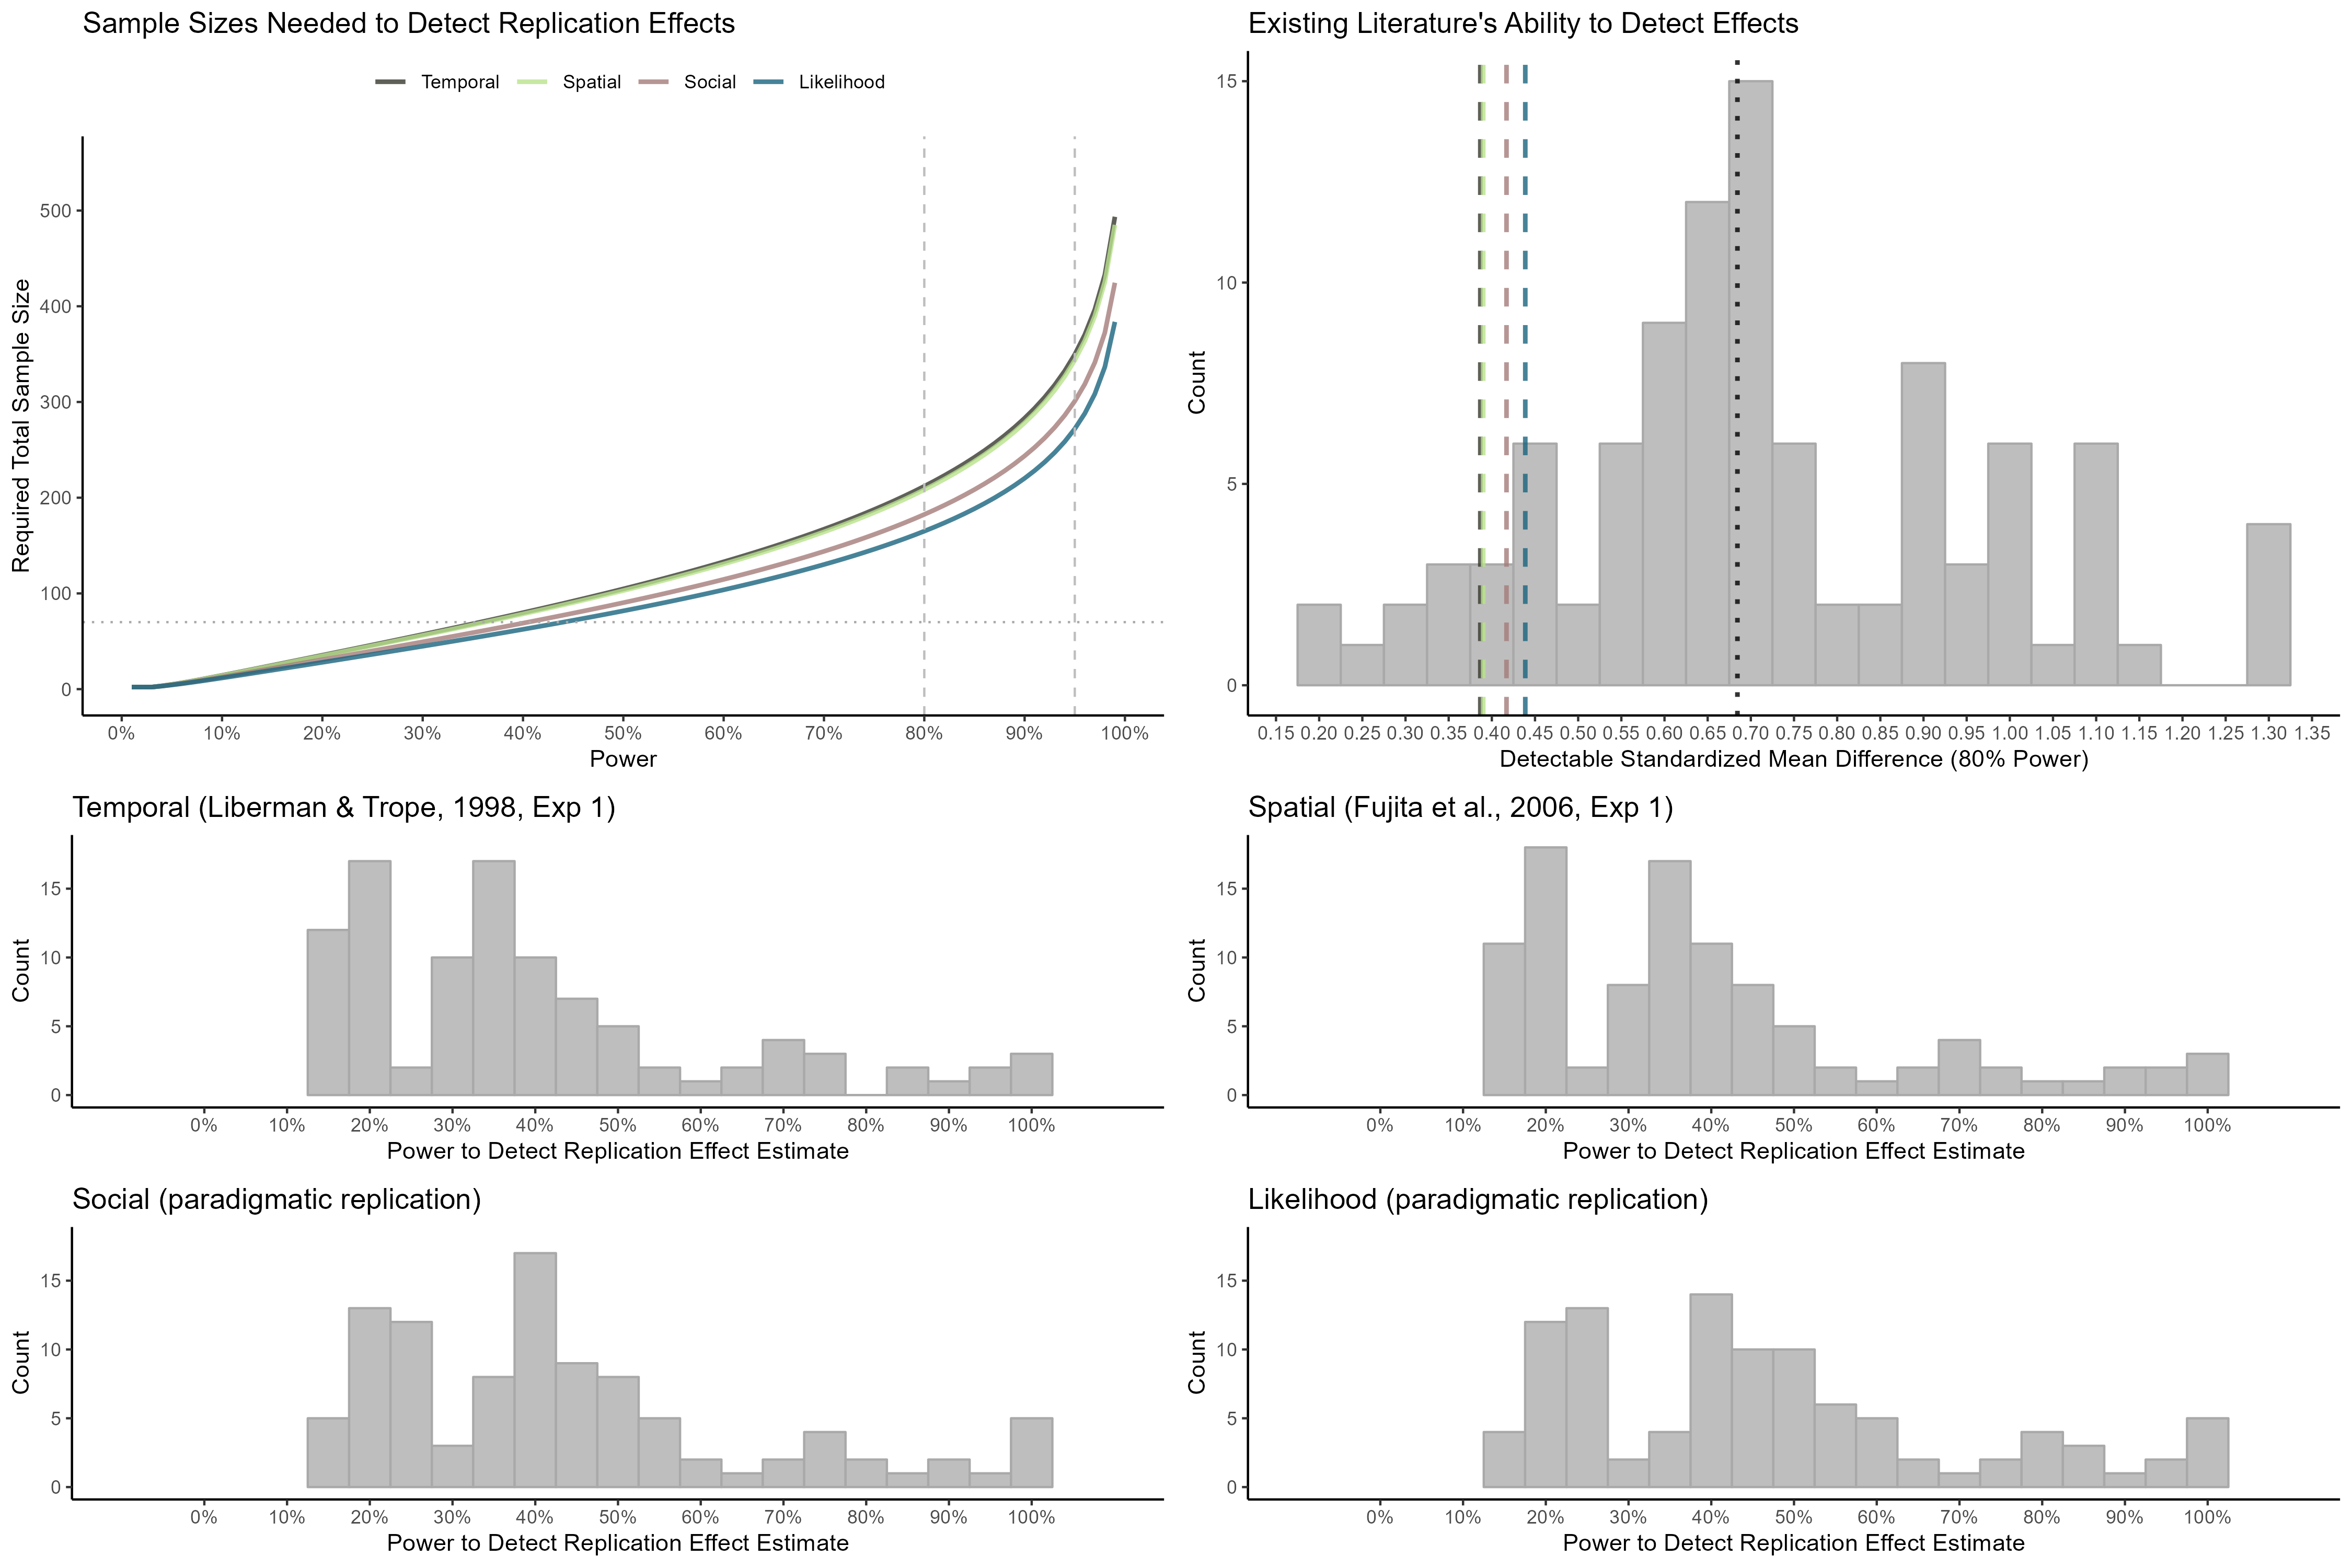 Sample Sizes Needed to Detect Replication Effects
Temporal Spatial Social Likelihood
Required Total Sample Size
500
400
300
200
100
0
0% 10% 20% 30% 40% 50% 60% 70% 80% 90% 100%
Power
Existing Literature's Ability to Detect Effects
Count
15
10
5
0
0.15 0.20 0.25 0.30 0.35 0.40 0.45 0.50 0.55 0.60 0.65 0.70 0.75 0.80 0.85 0.90 0.95 1.00 1.05 1.10 1.15 1.20 1.25 1.30 1.35
Detectable Standardized Mean Difference (80% Power)
Temporal (Liberman & Trope, 1998, Exp 1)
Count
15
10
5
0
0% 10% 20% 30% 40% 50% 60% 70% 80% 90% 100%
Power to Detect Replication Effect Estimate
Spatial (Fujita et al., 2006, Exp 1)
Count
15
10
5
0
0% 10% 20% 30% 40% 50% 60% 70% 80% 90% 100%
Power to Detect Replication Effect Estimate
Social (paradigmatic replication)
Count
15
10
5
0
0% 10% 20% 30% 40% 50% 60% 70% 80% 90% 100%
Power to Detect Replication Effect Estimate
Likelihood (paradigmatic replication)
Count
15
10
5
0
0% 10% 20% 30% 40% 50% 60% 70% 80% 90% 100%
Power to Detect Replication Effect Estimate